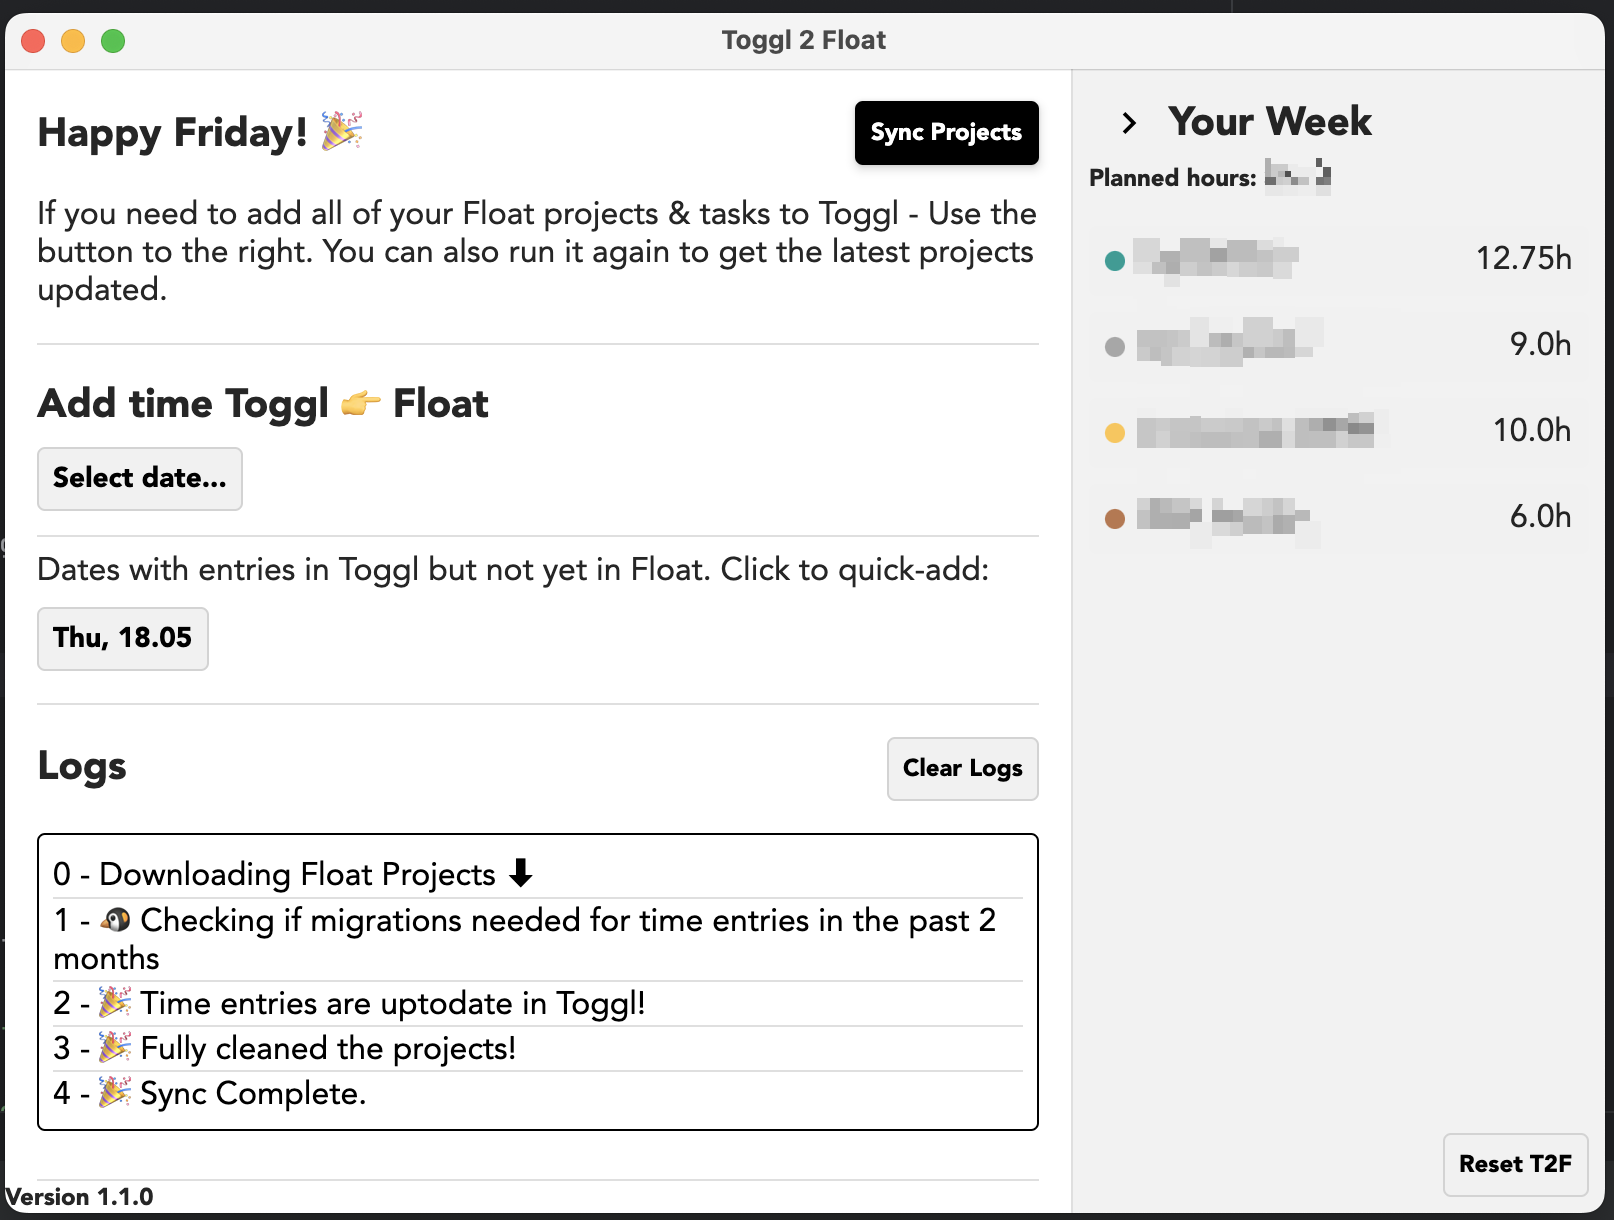 Toggl 2 Float
Happy Friday! 🎉
Sync Projects
If you need to add all of your Float projects & tasks to Toggl - Use the
button to the right. You can also run it again to get the latest projects
updated.
Add time Toggl 👉 Float
Select date...
Dates with entries in Toggl but not yet in Float. Click to quick-add:
Thu, 18.05
Logs
Clear Logs
0 - Downloading Float Projects ⬇
1 - 🐧 Checking if migrations needed for time entries in the past 2
months
2 - 🎉 Time entries are uptodate in Toggl!
3 - 🎉 Fully cleaned the projects!
4 - 🎉 Sync Complete.
Version 1.1.0
Your Week
Planned hours:
12.75h
9.0h
10.0h
6.0h
Reset T2F